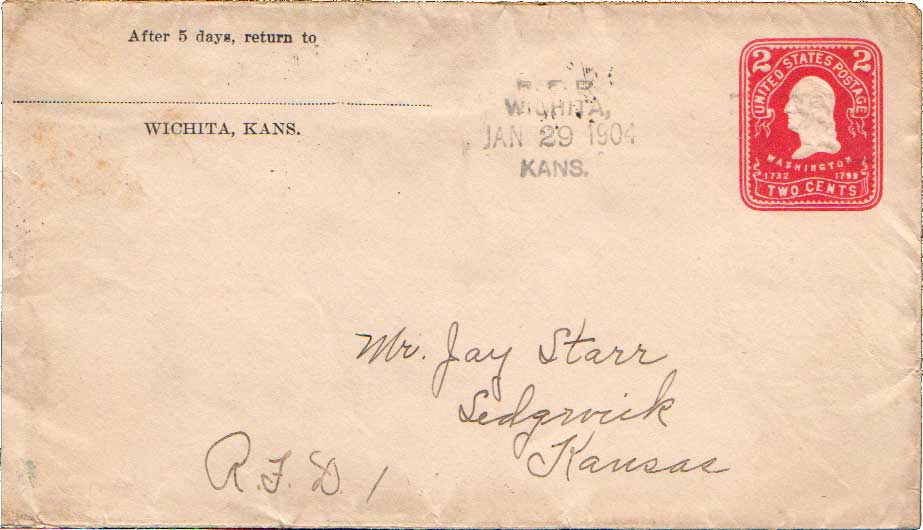 After 5 days, return to
WICHITA, KANS.
WICHITA,
JAN 29 1904
KANS.
2 2
UNITED STATES POSTAGE
WASHINGTON
1732 1799
TWO CENTS
Mr. Jay Starr
Sedgwick
Kansas
R.F.D. 1